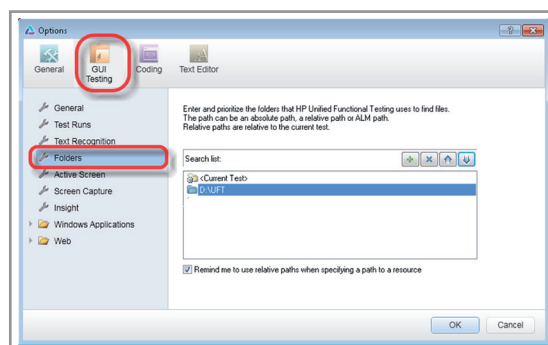 Options
General
GUI Testing
Coding
Text Editor
General
Test Runs
Text Recognition
Folders
Active Screen
Screen Capture
Insight
Windows Applications
Web
Enter and prioritize the folders that HP Unified Functional Testing uses to find files.
The path can be an absolute path, a relative path or ALM path.
Relative paths are relative to the current test.
Search list:
<Current Test>
D:\UFT
Remind me to use relative paths when specifying a path to a resource
OK
Cancel